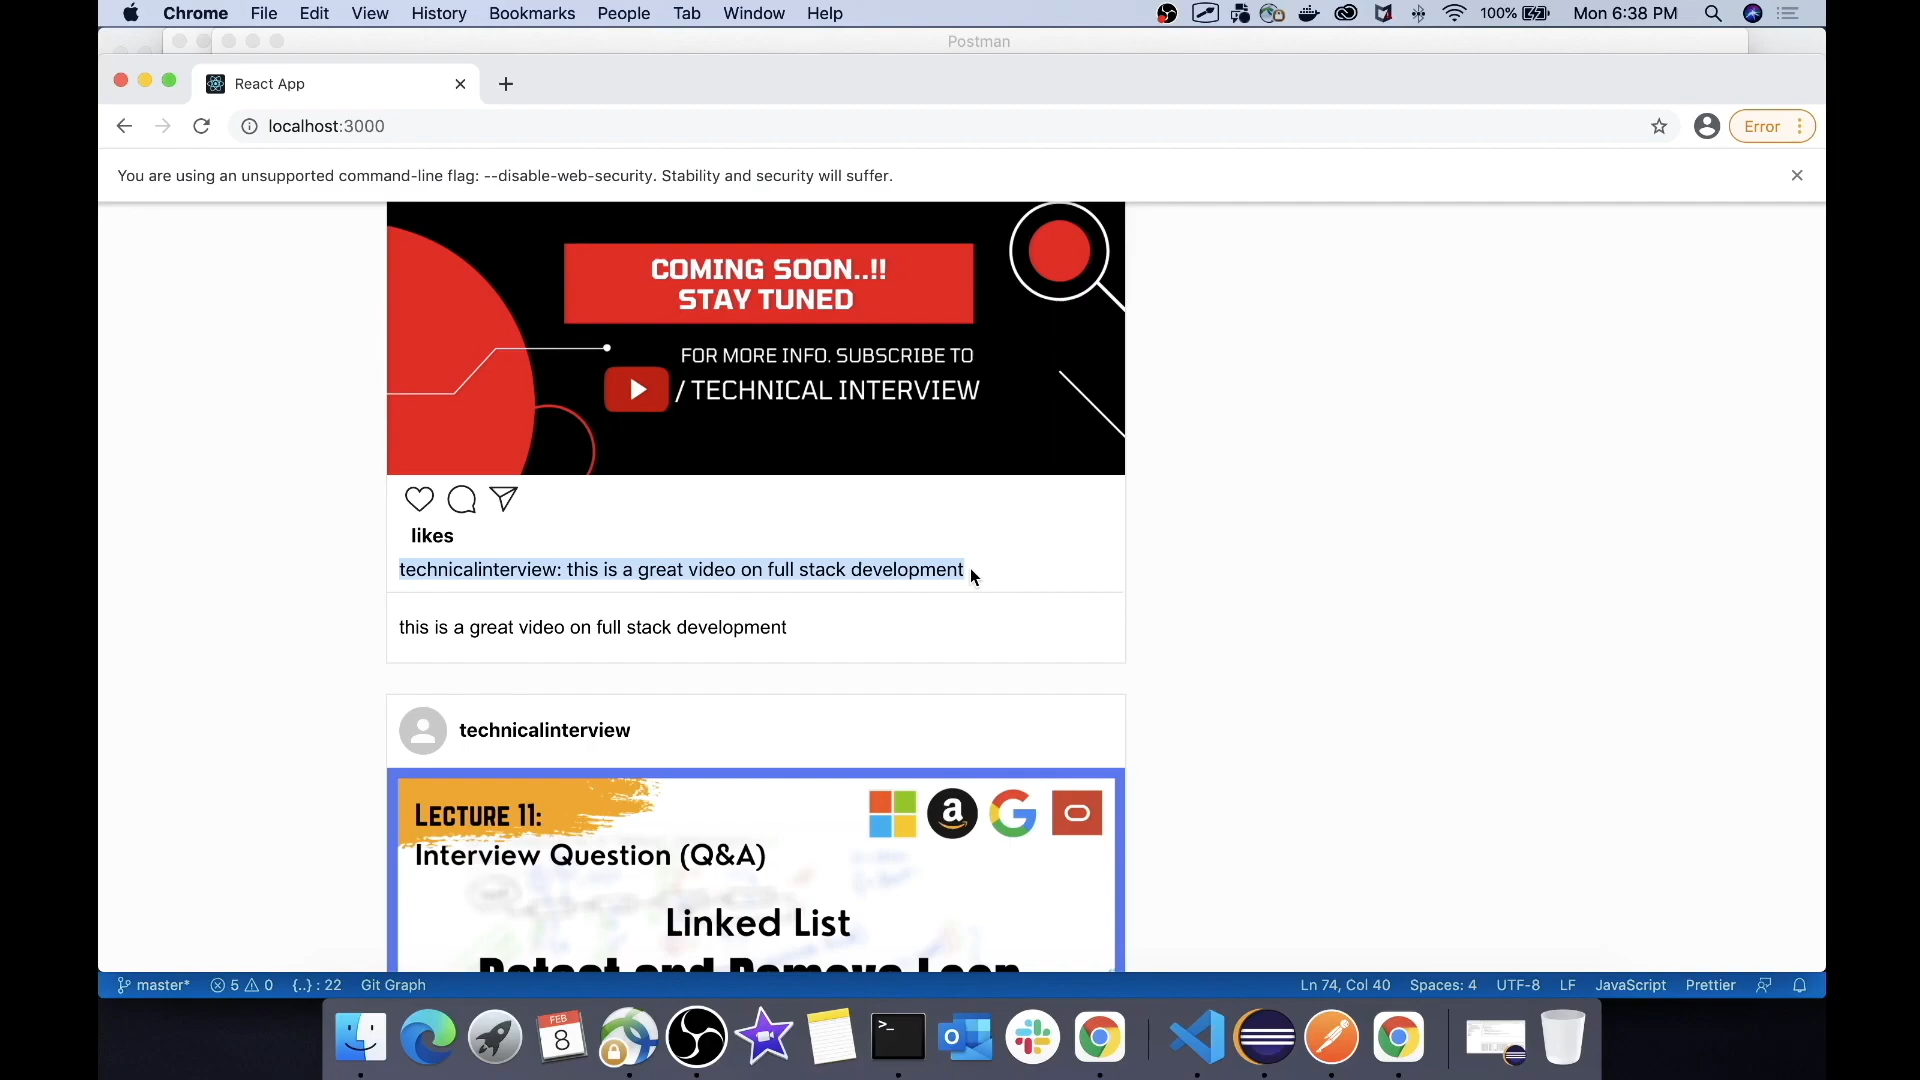 Chrome File Edit View History Bookmarks People Tab Window Help 100% Mon 6:38 PM
Postman
React App
localhost:3000
Error
You are using an unsupported command-line flag: --disable-web-security. Stability and security will suffer.
COMING SOON..!!
STAY TUNED
FOR MORE INFO. SUBSCRIBE TO
/ TECHNICAL INTERVIEW
likes
technicalinterview: this is a great video on full stack development
this is a great video on full stack development
technicalinterview
LECTURE 11:
Interview Question (Q&A)
Linked List
Detect and Remove Loop
master* 5 0 {..} : 22 Git Graph Ln 74, Col 40 Spaces: 4 UTF-8 LF JavaScript Prettier
FEB
8